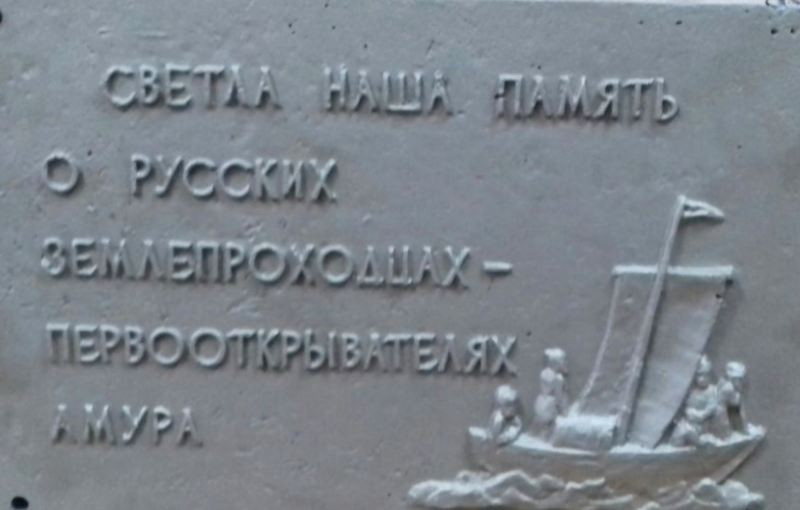 СВЕТЛА НАША ПАМЯТЬ
О РУССКИХ
ЗЕМЛЕПРОХОДЦАХ –
ПЕРВООТКРЫВАТЕЛЯХ
АМУРА